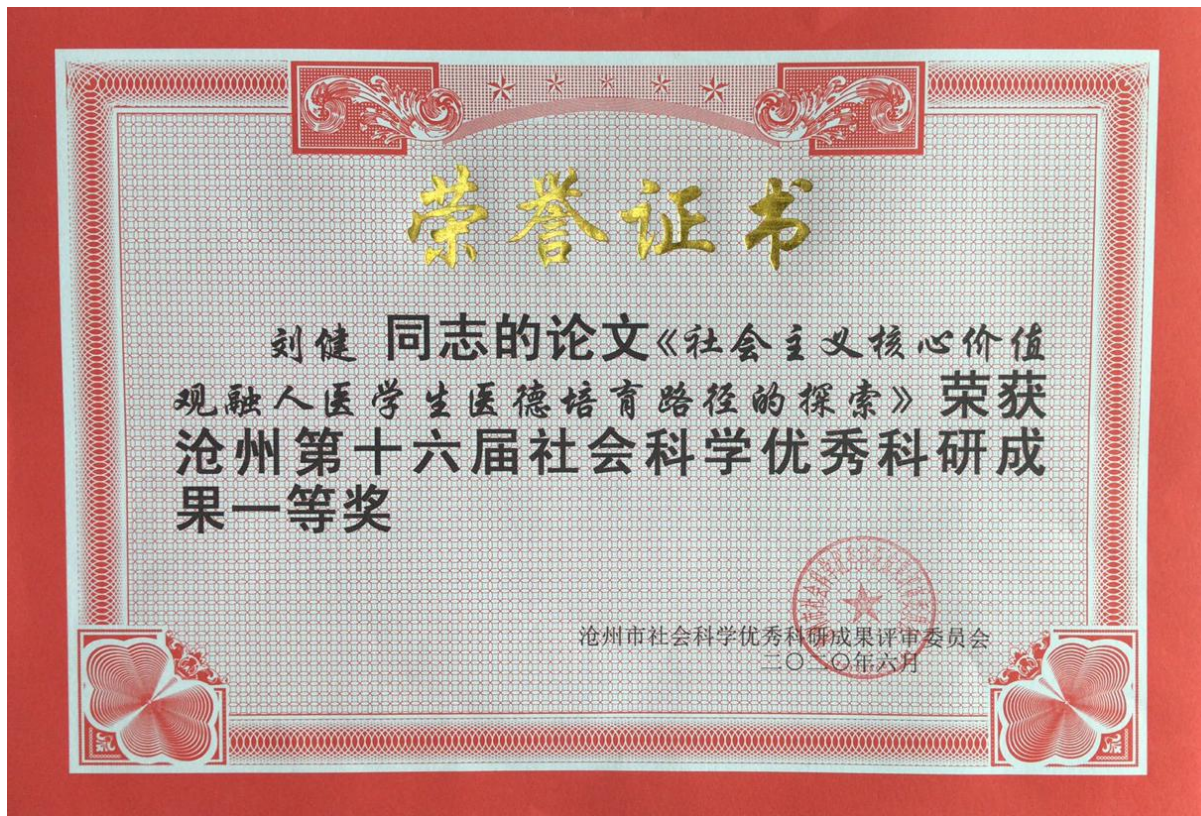 荣誉证书
刘健 同志的论文《社会主义核心价值
观融人医学生医德培育路径的探索》荣获
沧州第十六届社会科学优秀科研成
果一等奖
沧州市社会科学优秀科研成果评审委员会
二〇二〇年六月